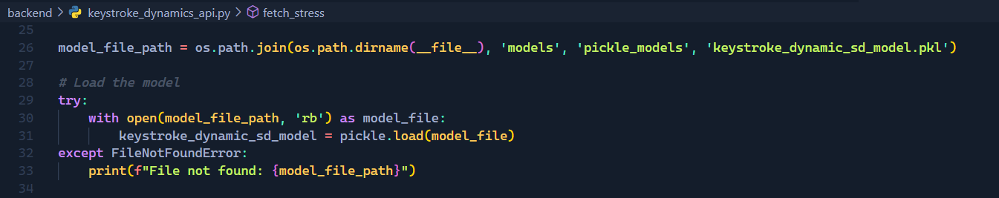 backend > keystroke_dynamics_api.py > fetch_stress
25
26 model_file_path = os.path.join(os.path.dirname(__file__), 'models', 'pickle_models', 'keystroke_dynamic_sd_model.pkl')
27
28 # Load the model
29 try:
30     with open(model_file_path, 'rb') as model_file:
31         keystroke_dynamic_sd_model = pickle.load(model_file)
32 except FileNotFoundError:
33     print(f"File not found: {model_file_path}")
34